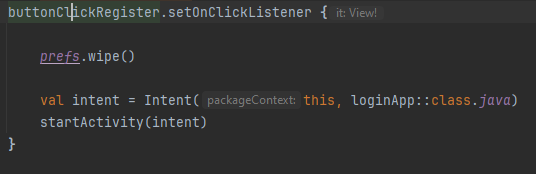 buttonClickRegister.setOnClickListener { it: View!
prefs.wipe()
val intent = Intent( packageContext: this, loginApp::class.java)
startActivity(intent)
}